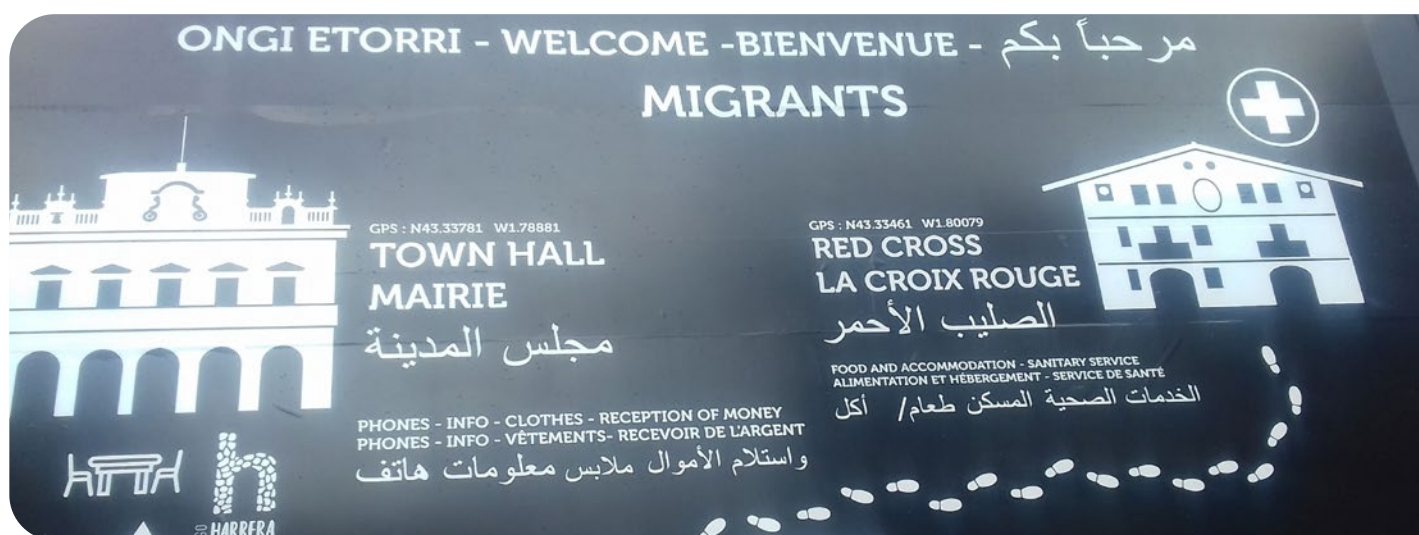 ONGI ETORRI - WELCOME -BIENVENUE - مرحباً بكم
MIGRANTS
GPS : N43.33781 W1.78881
TOWN HALL
MAIRIE
مجلس المدينة
PHONES - INFO - CLOTHES - RECEPTION OF MONEY
PHONES - INFO - VÊTEMENTS- RECEVOIR DE L'ARGENT
واستلام الأموال ملابس معلومات هاتف
GPS : N43.33461 W1.80079
RED CROSS
LA CROIX ROUGE
الصليب الأحمر
FOOD AND ACCOMMODATION - SANITARY SERVICE
ALIMENTATION ET HÉBERGEMENT - SERVICE DE SANTÉ
الخدمات الصحية المسكن طعام/ أكل
h
HARRERA